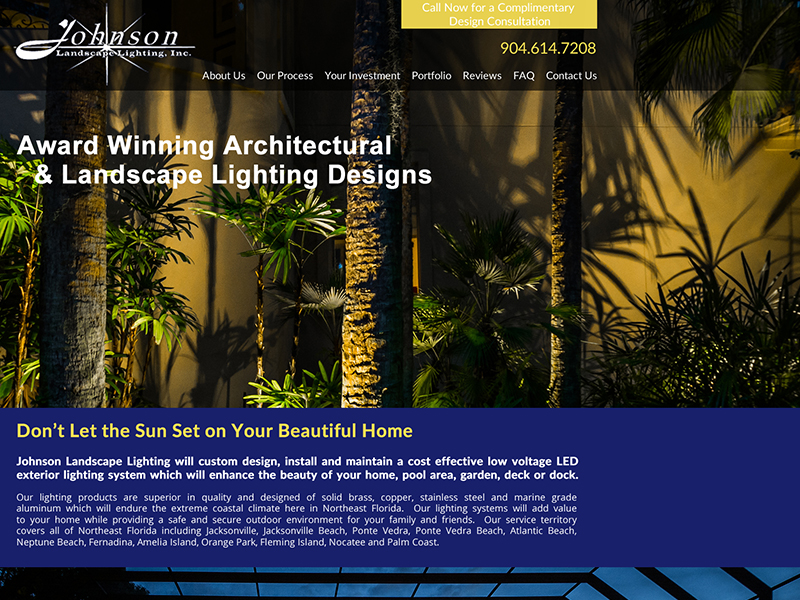 Call Now for a Complimentary
Design Consultation
Johnson
Landscape Lighting, Inc.
904.614.7208
About Us Our Process Your Investment Portfolio Reviews FAQ Contact Us
Award Winning Architectural
& Landscape Lighting Designs
Don't Let the Sun Set on Your Beautiful Home
Johnson Landscape Lighting will custom design, install and maintain a cost effective low voltage LED
exterior lighting system which will enhance the beauty of your home, pool area, garden, deck or dock.
Our lighting products are superior in quality and designed of solid brass, copper, stainless steel and marine grade
aluminum which will endure the extreme coastal climate here in Northeast Florida. Our lighting systems will add value
to your home while providing a safe and secure outdoor environment for your family and friends. Our service territory
covers all of Northeast Florida including Jacksonville, Jacksonville Beach, Ponte Vedra, Ponte Vedra Beach, Atlantic Beach,
Neptune Beach, Fernadina, Amelia Island, Orange Park, Fleming Island, Nocatee and Palm Coast.